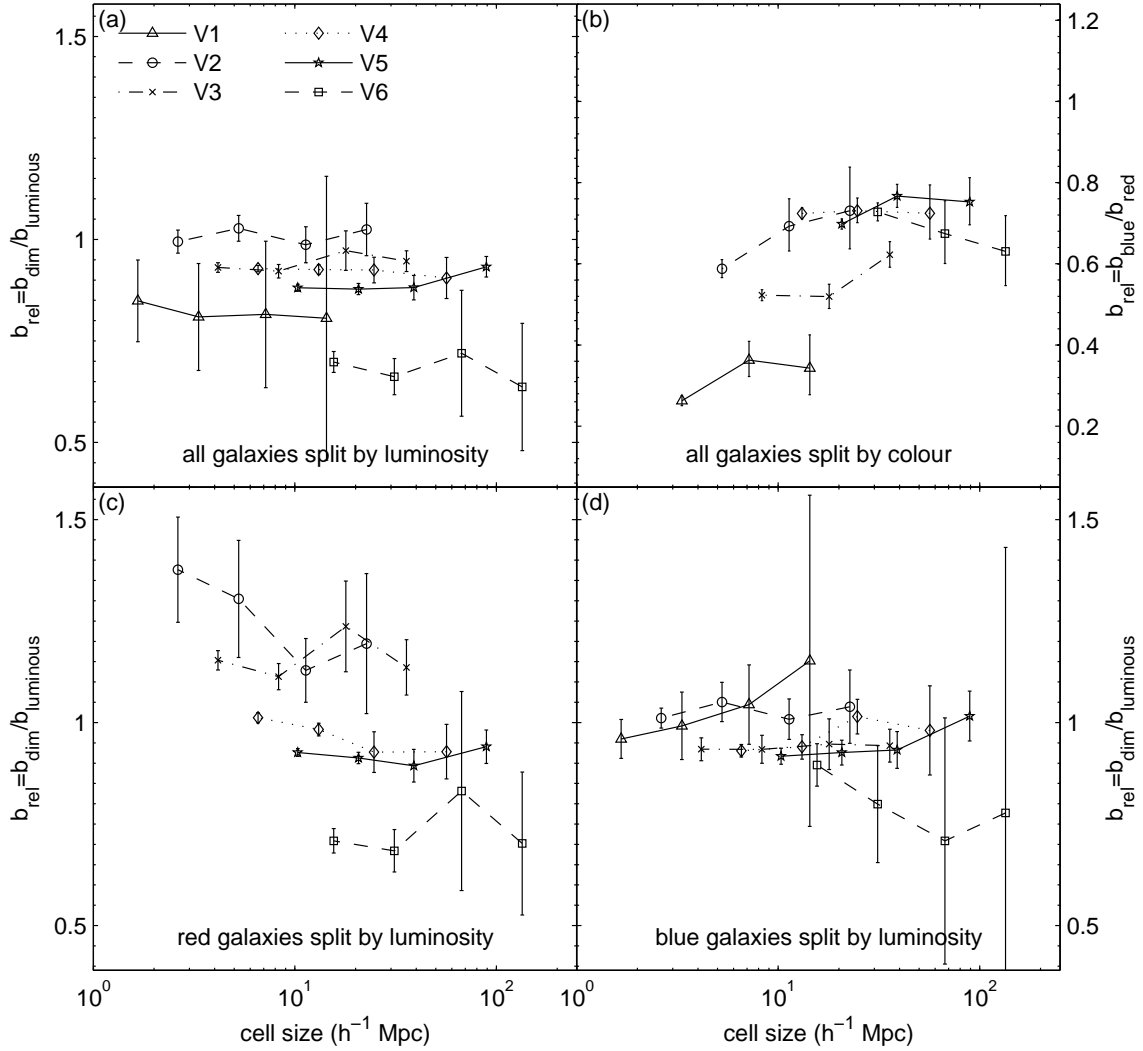 (a)
V1
V2
V3
V4
V5
V6
1.5
1
0.5
b_rel=b_dim/b_luminous
all galaxies split by luminosity
(b)
1.2
1
0.8
0.6
0.4
0.2
b_rel=b_blue/b_red
all galaxies split by colour
(c)
1.5
1
0.5
b_rel=b_dim/b_luminous
red galaxies split by luminosity
10^0
10^1
10^2
cell size (h^−1 Mpc)
(d)
1.5
1
0.5
b_rel=b_dim/b_luminous
blue galaxies split by luminosity
10^0
10^1
10^2
cell size (h^−1 Mpc)